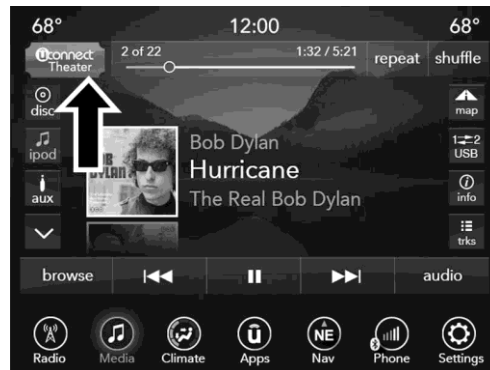 68° 12:00 68°
uconnect
Theater
2 of 22 1:32 / 5:21
repeat shuffle
disc
map
ipod
Bob Dylan
1 2
USB
BOB
DYLAN
Hurricane
aux
The Real Bob Dylan
info
trks
browse audio
Radio Media Climate Apps NE Nav Phone Settings